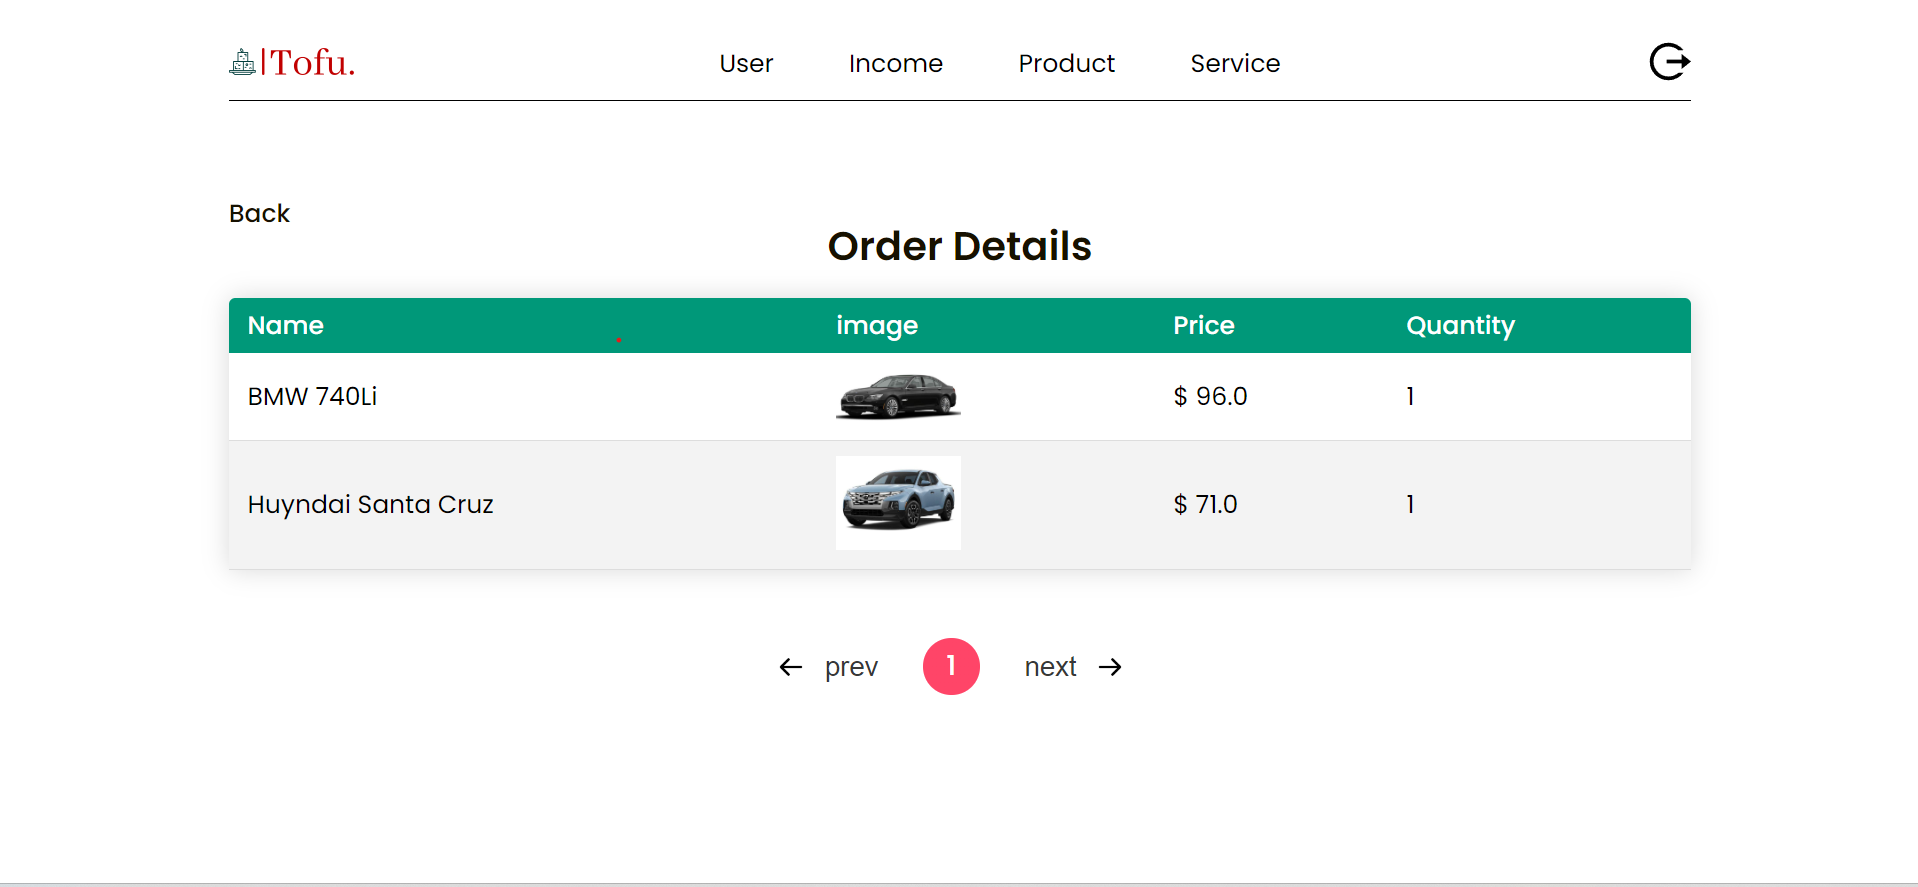 |Tofu.
User Income Product Service
Back
Order Details
Name image Price Quantity
BMW 740Li $ 96.0 1
Huyndai Santa Cruz $ 71.0 1
prev 1 next